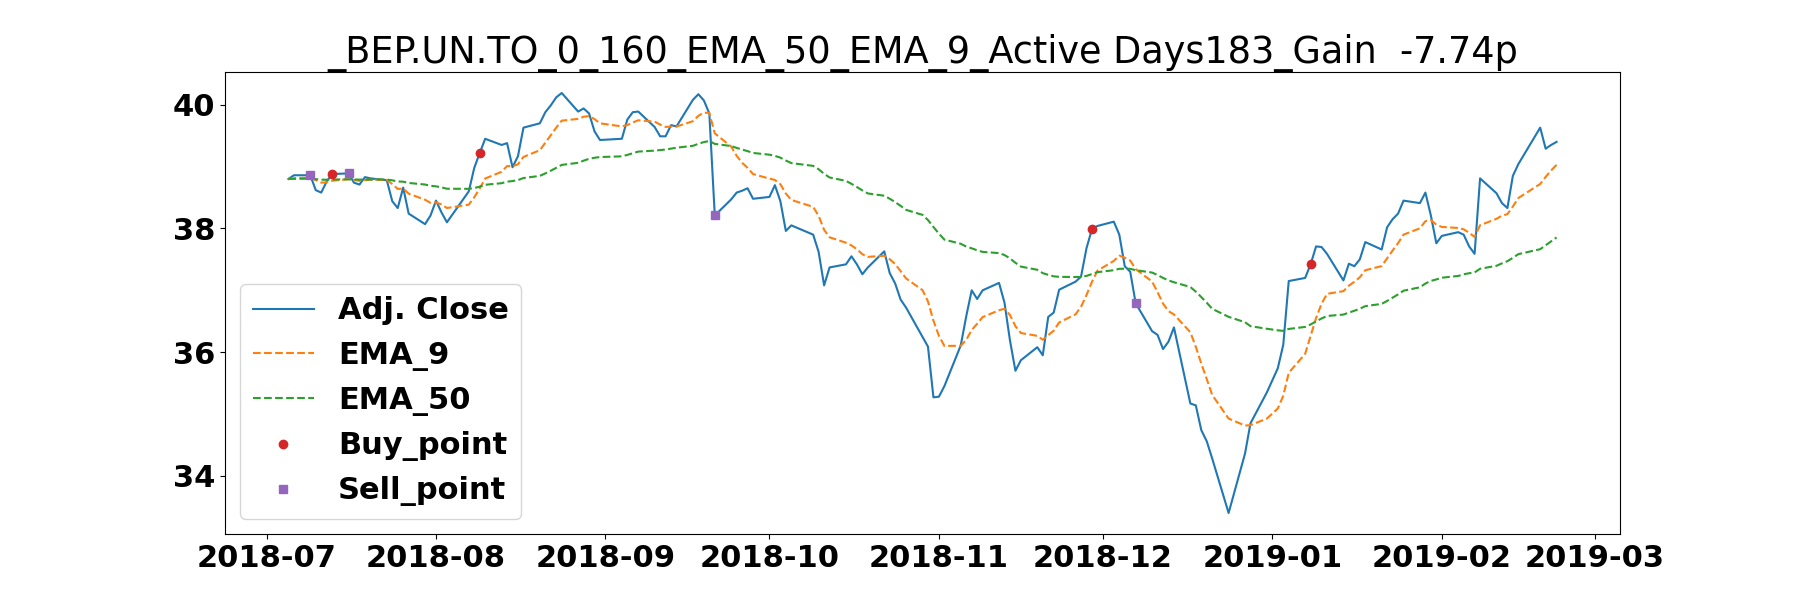 _BEP.UN.TO_0_160_EMA_50_EMA_9_Active Days183_Gain  -7.74p
40
38
36
34
Adj. Close
EMA_9
EMA_50
Buy_point
Sell_point
2018-07 2018-08 2018-09 2018-10 2018-11 2018-12 2019-01 2019-02 2019-03